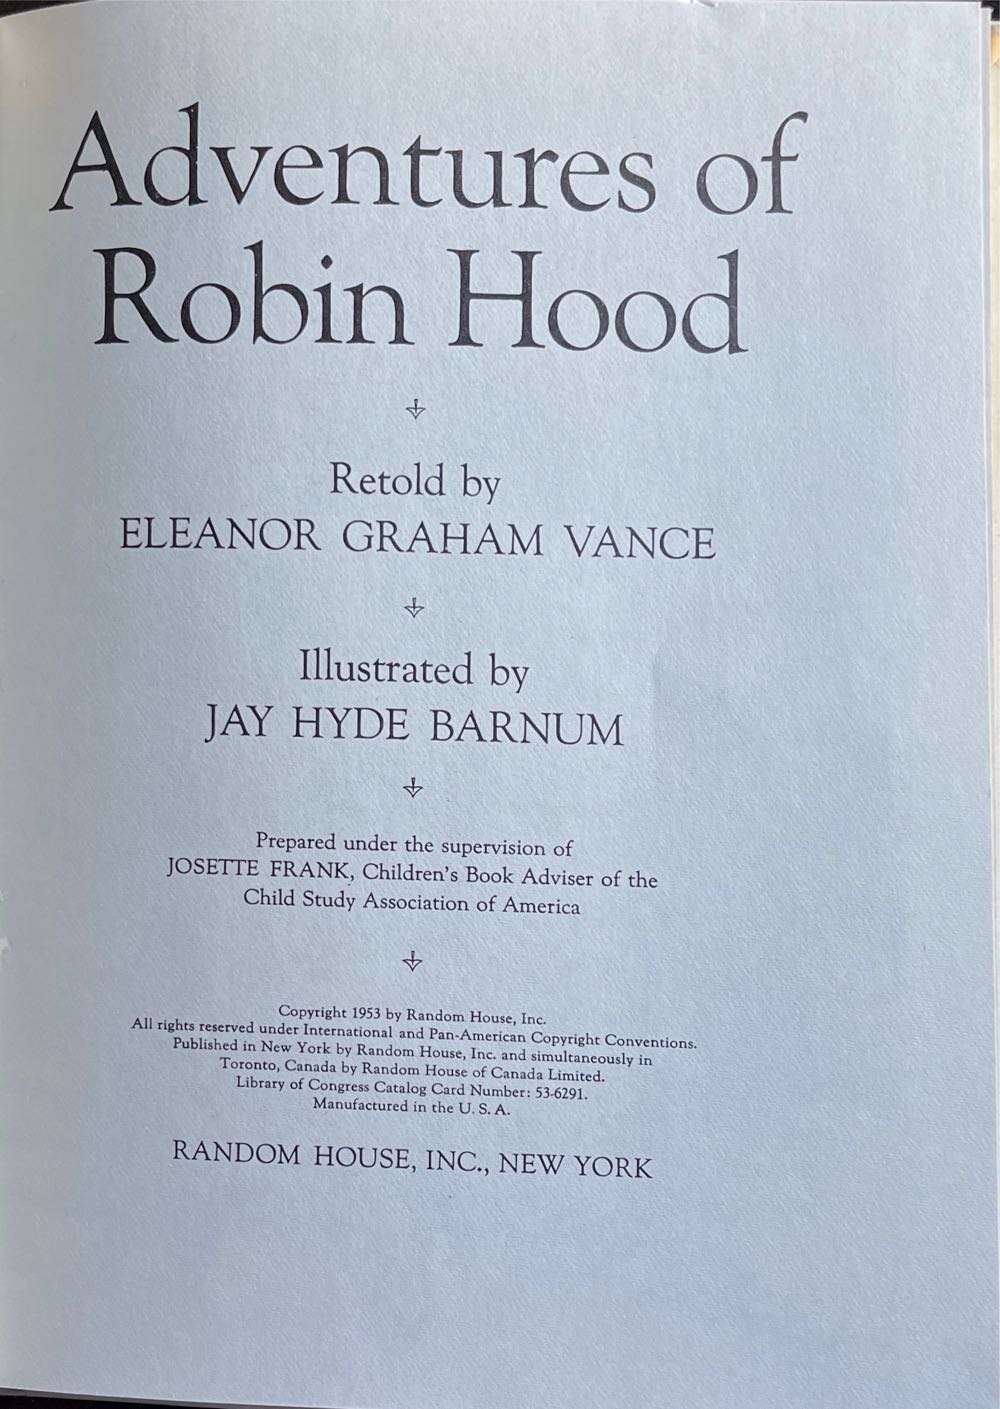 Adventures of
Robin Hood
Retold by
ELEANOR GRAHAM VANCE
Illustrated by
JAY HYDE BARNUM
Prepared under the supervision of
JOSETTE FRANK, Children's Book Adviser of the
Child Study Association of America
Copyright 1953 by Random House, Inc.
All rights reserved under International and Pan-American Copyright Conventions.
Published in New York by Random House, Inc. and simultaneously in
Toronto, Canada by Random House of Canada Limited.
Library of Congress Catalog Card Number: 53-6291.
Manufactured in the U. S. A.
RANDOM HOUSE, INC., NEW YORK